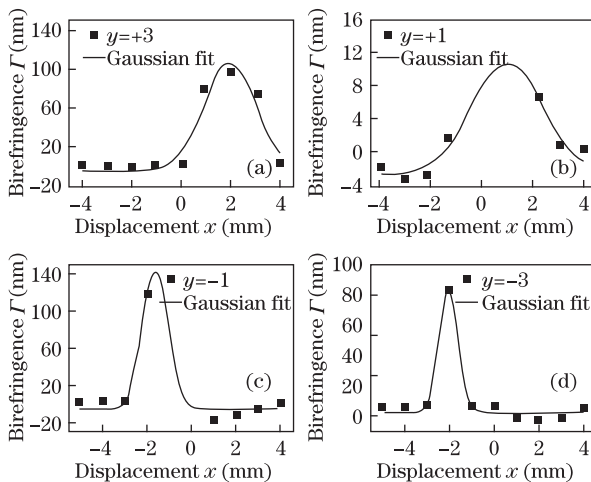 Birefringence Γ (nm)
140
100
60
20
−20
y=+3
Gaussian fit
(a)
−4 −2 0 2 4
Displacement x (mm)
Birefringence Γ (nm)
16
12
8
4
0
−4
y=+1
Gaussian fit
(b)
−4 −2 0 2 4
Displacement x (mm)
Birefringence Γ (nm)
140
100
60
20
−20
y=−1
Gaussian fit
(c)
−4 −2 0 2 4
Displacement x (mm)
Birefringence Γ (nm)
80
80
60
40
20
0
y=−3
Gaussian fit
(d)
−4 −2 0 2 4
Displacement x (mm)